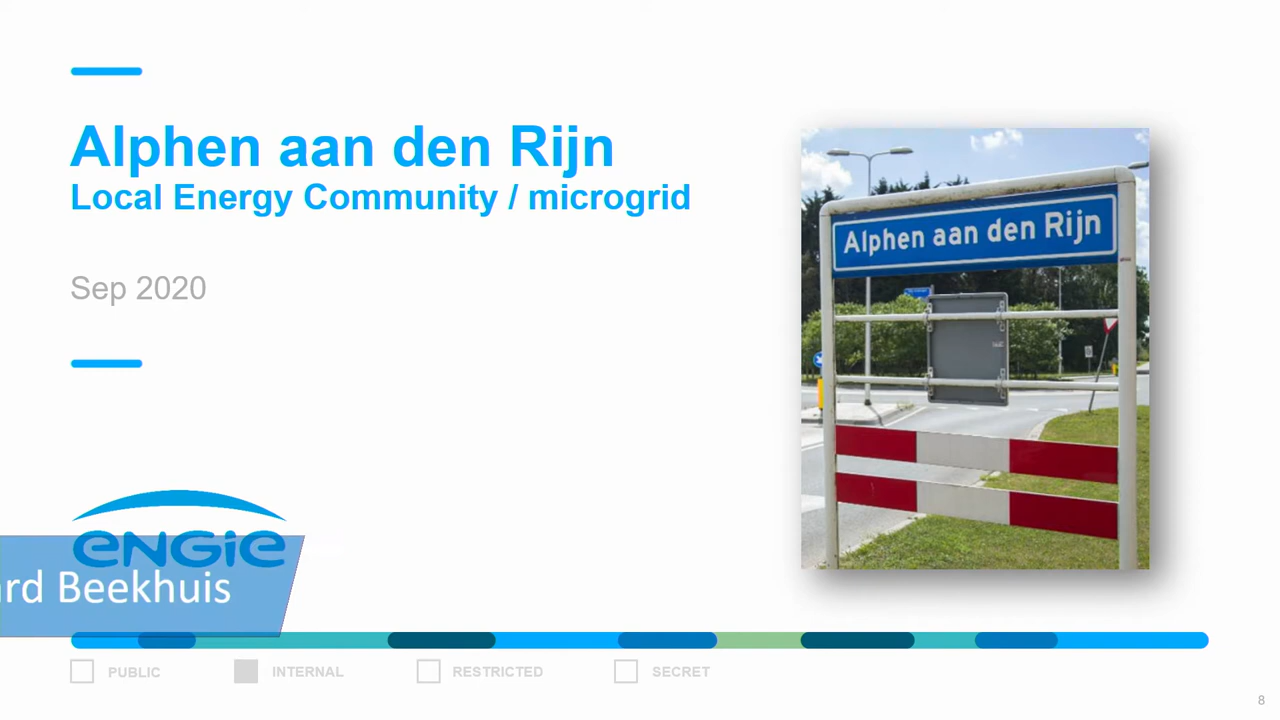 Alphen aan den Rijn
Local Energy Community / microgrid
Sep 2020
Alphen aan den Rijn
ENGIE
rd Beekhuis
PUBLIC
INTERNAL
RESTRICTED
SECRET
8